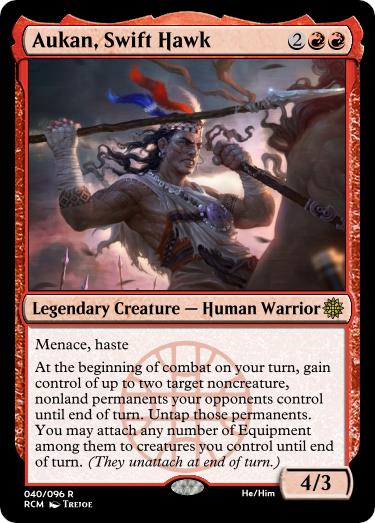 Aukan, Swift Hawk 2
Legendary Creature — Human Warrior
Menace, haste
At the beginning of combat on your turn, gain
control of up to two target noncreature,
nonland permanents your opponents control
until end of turn. Untap those permanents.
You may attach any number of Equipment
among them to creatures you control until end
of turn. (They unattach at end of turn.)
4/3
040/096 R He/Him
RCM TREJOE